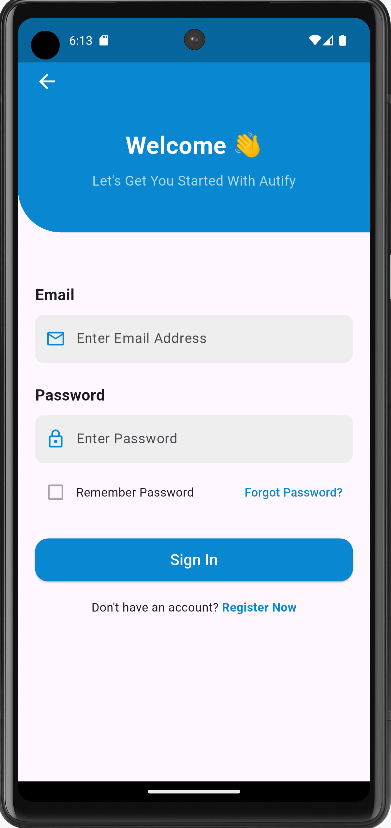 6:13
Welcome 👋
Let's Get You Started With Autify
Email
Enter Email Address
Password
Enter Password
Remember Password Forgot Password?
Sign In
Don't have an account? Register Now